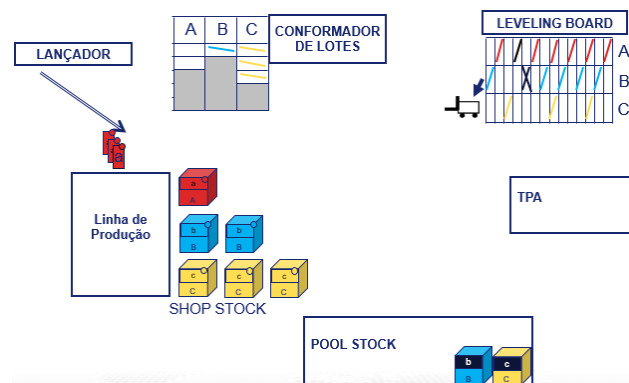 A B C
CONFORMADOR
DE LOTES
LEVELING BOARD
A
B
C
LANÇADOR
a
Linha de
Produção
a
A
b b
B B
c c c
C C C
SHOP STOCK
TPA
POOL STOCK
b c
B C